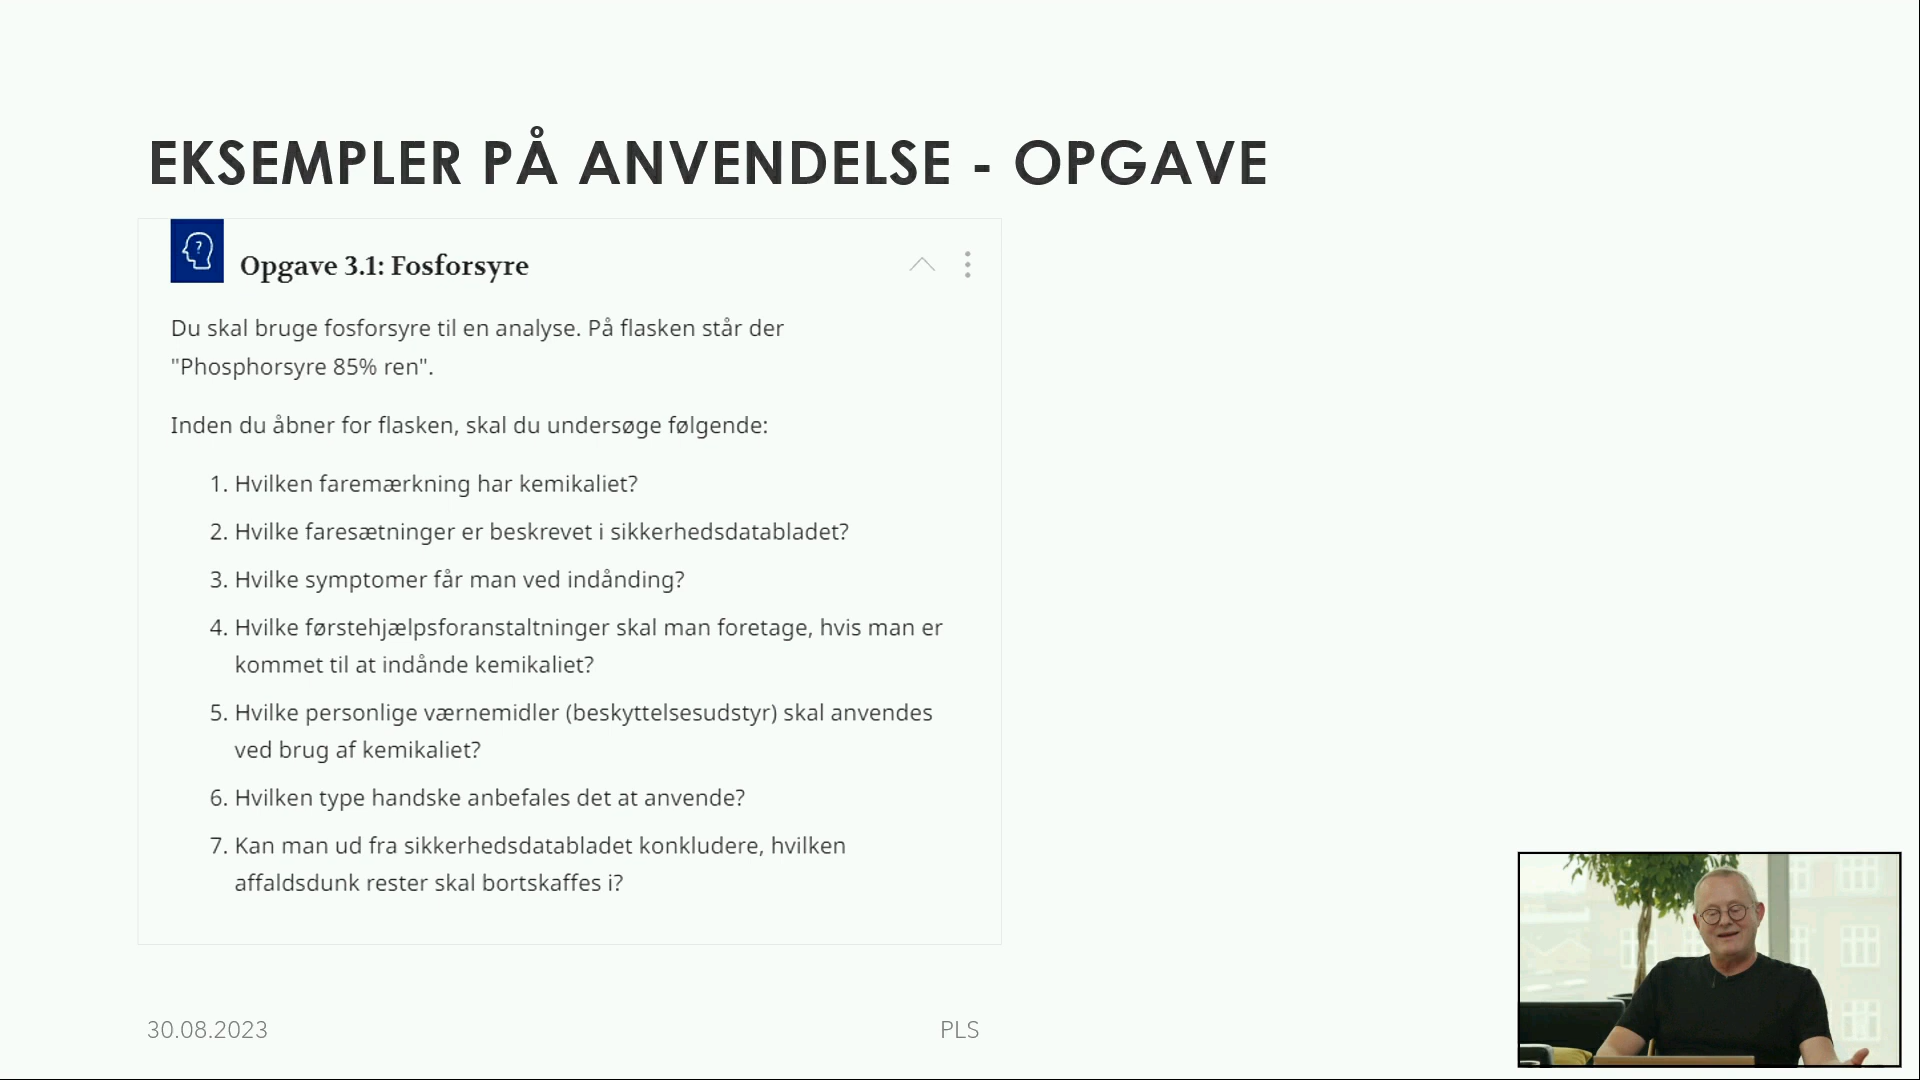 EKSEMPLER PÅ ANVENDELSE - OPGAVE
Opgave 3.1: Fosforsyre
Du skal bruge fosforsyre til en analyse. På flasken står der
"Phosphorsyre 85% ren".
Inden du åbner for flasken, skal du undersøge følgende:
1. Hvilken faremærkning har kemikaliet?
2. Hvilke faresætninger er beskrevet i sikkerhedsdatabladet?
3. Hvilke symptomer får man ved indånding?
4. Hvilke førstehjælpsforanstaltninger skal man foretage, hvis man er
kommet til at indånde kemikaliet?
5. Hvilke personlige værnemidler (beskyttelsesudstyr) skal anvendes
ved brug af kemikaliet?
6. Hvilken type handske anbefales det at anvende?
7. Kan man ud fra sikkerhedsdatabladet konkludere, hvilken
affaldsdunk rester skal bortskaffes i?
30.08.2023
PLS